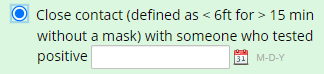 Close contact (defined as < 6ft for > 15 min
without a mask) with someone who tested
positive 31 M-D-Y